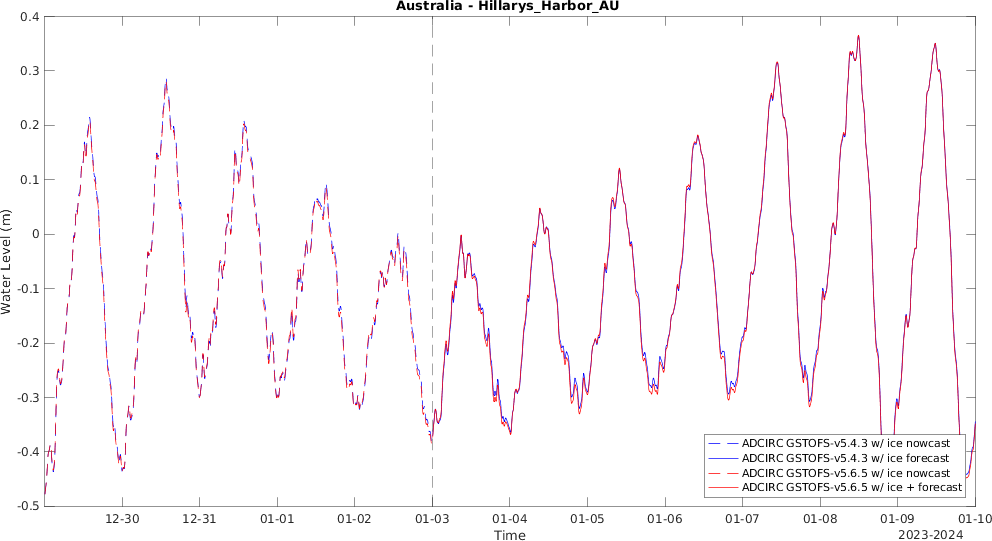 Australia - Hillarys_Harbor_AU
0.4
0.3
0.2
0.1
0
-0.1
-0.2
-0.3
-0.4
-0.5
Water Level (m)
ADCIRC GSTOFS-v5.4.3 w/ ice nowcast
ADCIRC GSTOFS-v5.4.3 w/ ice forecast
ADCIRC GSTOFS-v5.6.5 w/ ice nowcast
ADCIRC GSTOFS-v5.6.5 w/ ice + forecast
12-30 12-31 01-01 01-02 01-03 01-04 01-05 01-06 01-07 01-08 01-09 01-10
Time
2023-2024